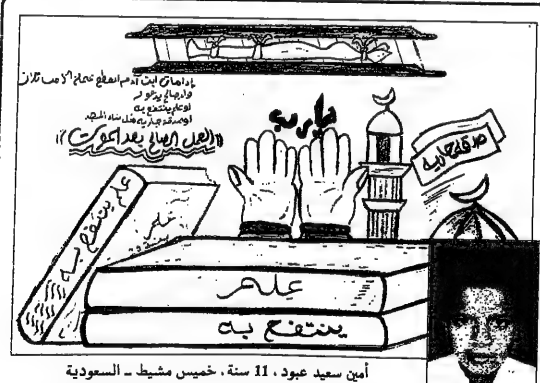 إذا مات ابن آدم انقطع عمله إلا من ثلاث
ولد صالح يدعو له
أو علم ينتفع به
أو صدقة جارية مثل بناء المسجد
((العمل الصالح بعد الموت))
يا رب
صدقة جارية
علم ينتفع به
علم
علم
ينتفع به
أمين سعيد عبود، 11 سنة، خميس مشيط ــ السعودية